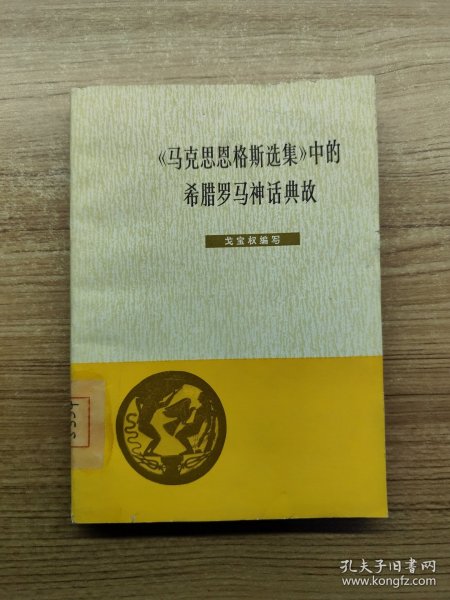 《马克思恩格斯选集》中的
希腊罗马神话典故
戈宝权编写
孔夫子旧书网
www.kongfz.com